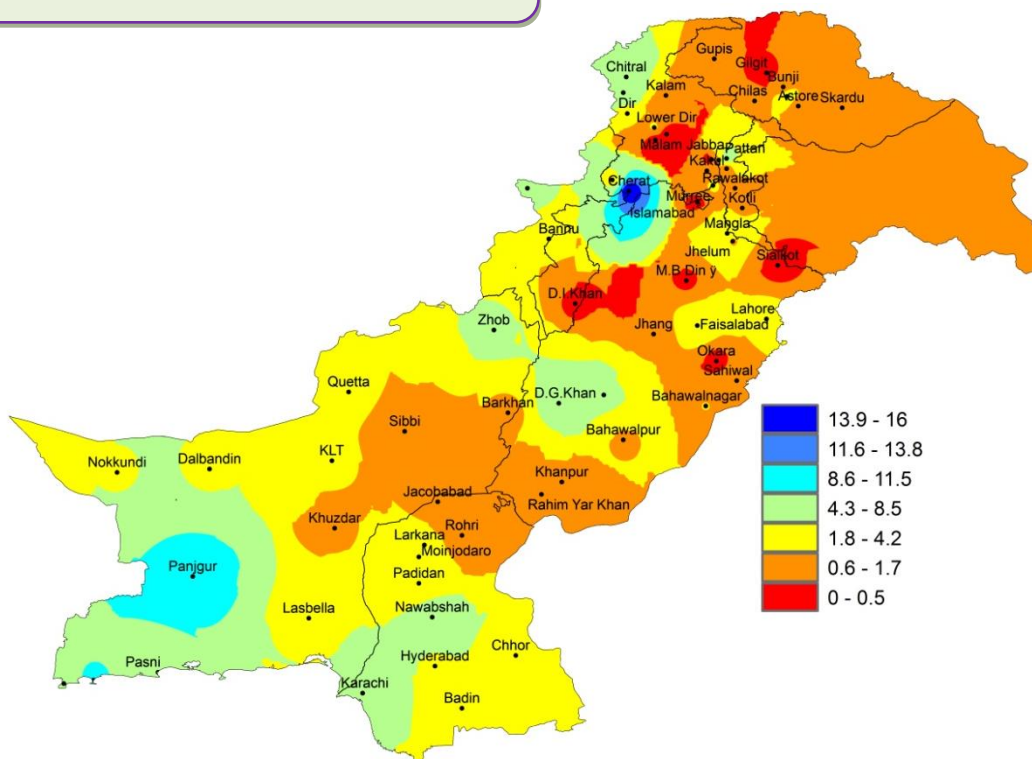 Gupis
Chitral
Gilgit
Bunji
Kalam
Chilas
Astore
Skardu
Dir
Lower Dir
Malam Jabba
Pattan
Kakul
Cherat
Rawalakot
Murree
Kotli
Islamabad
Bannu
Mangla
Jhelum
Sialkot
M.B Din ÿ
D.I.Khan
Zhob
Lahore
Jhang
Faisalabad
Okara
Sahiwal
Quetta
D.G.Khan
Bahawalnagar
Barkhan
Sibbi
Bahawalpur
13.9 - 16
11.6 - 13.8
8.6 - 11.5
4.3 - 8.5
1.8 - 4.2
0.6 - 1.7
0 - 0.5
KLT
Nokkundi
Dalbandin
Khanpur
Jacobabad
Rahim Yar Khan
Khuzdar
Rohri
Larkana
Moinjodaro
Panjgur
Padidan
Lasbella
Nawabshah
Chhor
Pasni
Hyderabad
Karachi
Badin